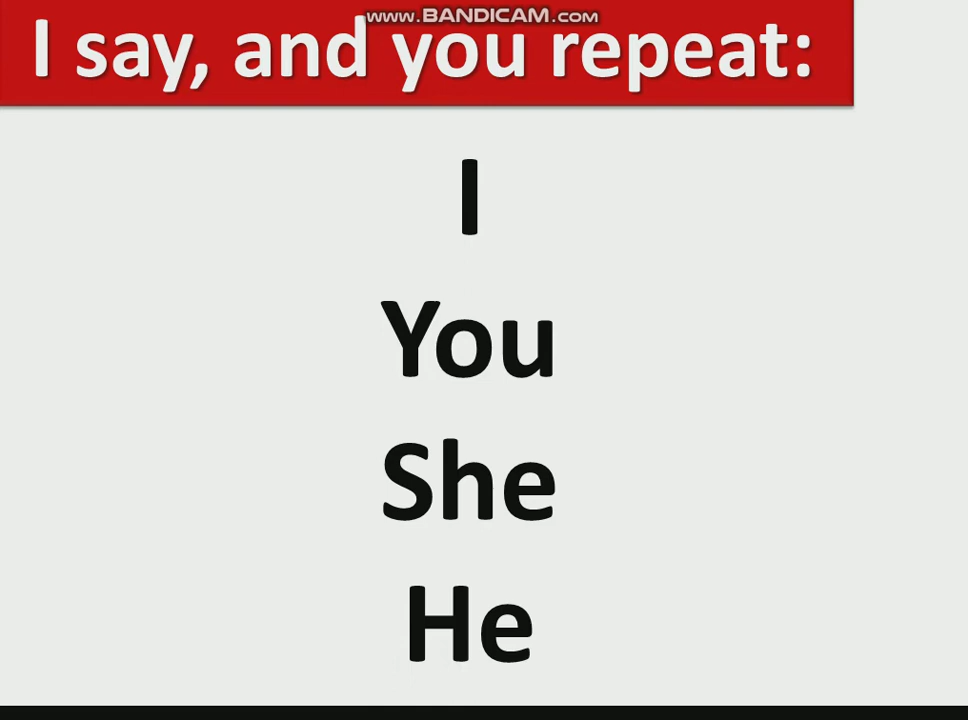 www.BANDICAM.com
I say, and you repeat:
I
You
She
He